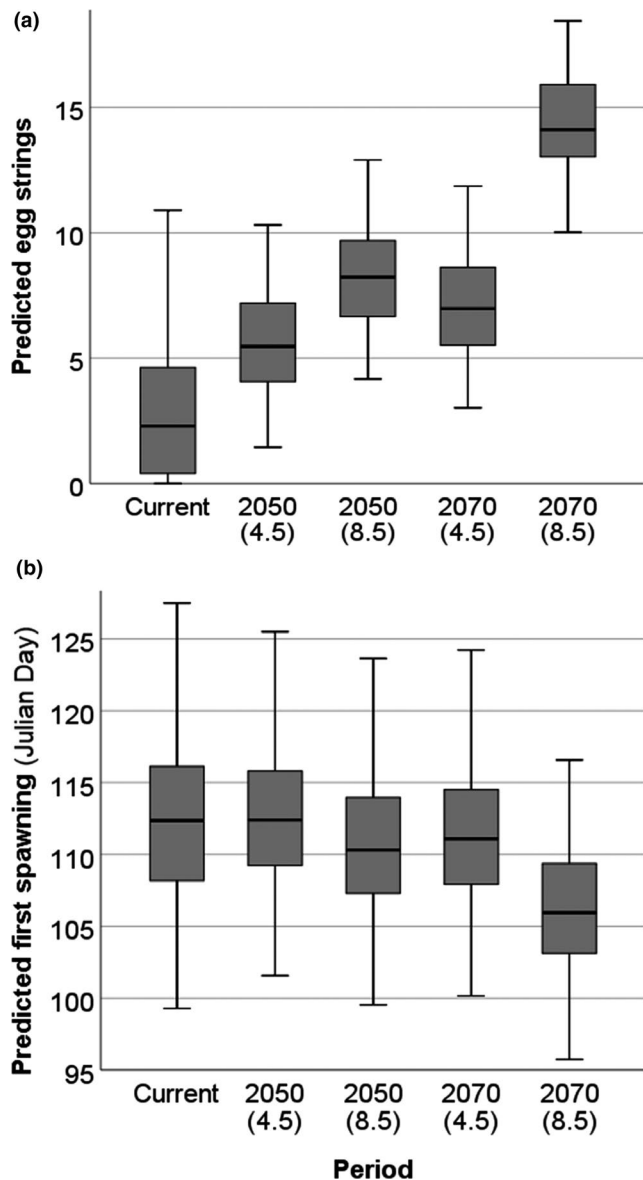 (a)
Predicted egg strings
15
10
5
0
Current 2050 2050 2070 2070
(4.5) (8.5) (4.5) (8.5)
(b)
Predicted first spawning (Julian Day)
125
120
115
110
105
100
95
Current 2050 2050 2070 2070
(4.5) (8.5) (4.5) (8.5)
Period